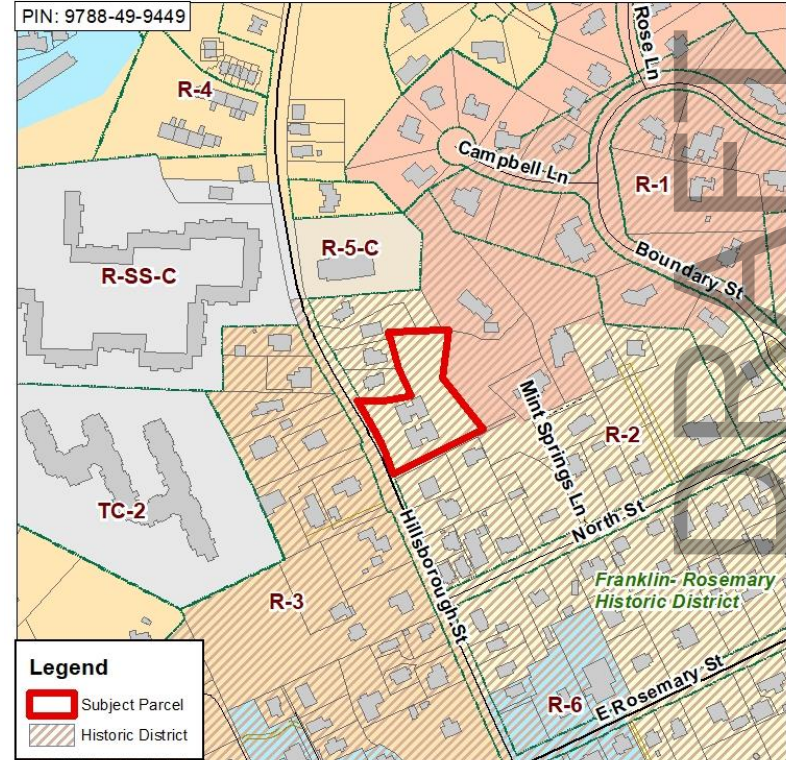 PIN: 9788-49-9449
Rose Ln
R-4
Campbell Ln
R-1
R-5-C
R-SS-C
Boundary St
Mint Springs Ln
R-2
TC-2
Hillsborough St
North St
Franklin- Rosemary
Historic District
R-3
R-6
E Rosemary St
DRAFT
Legend
Subject Parcel
Historic District